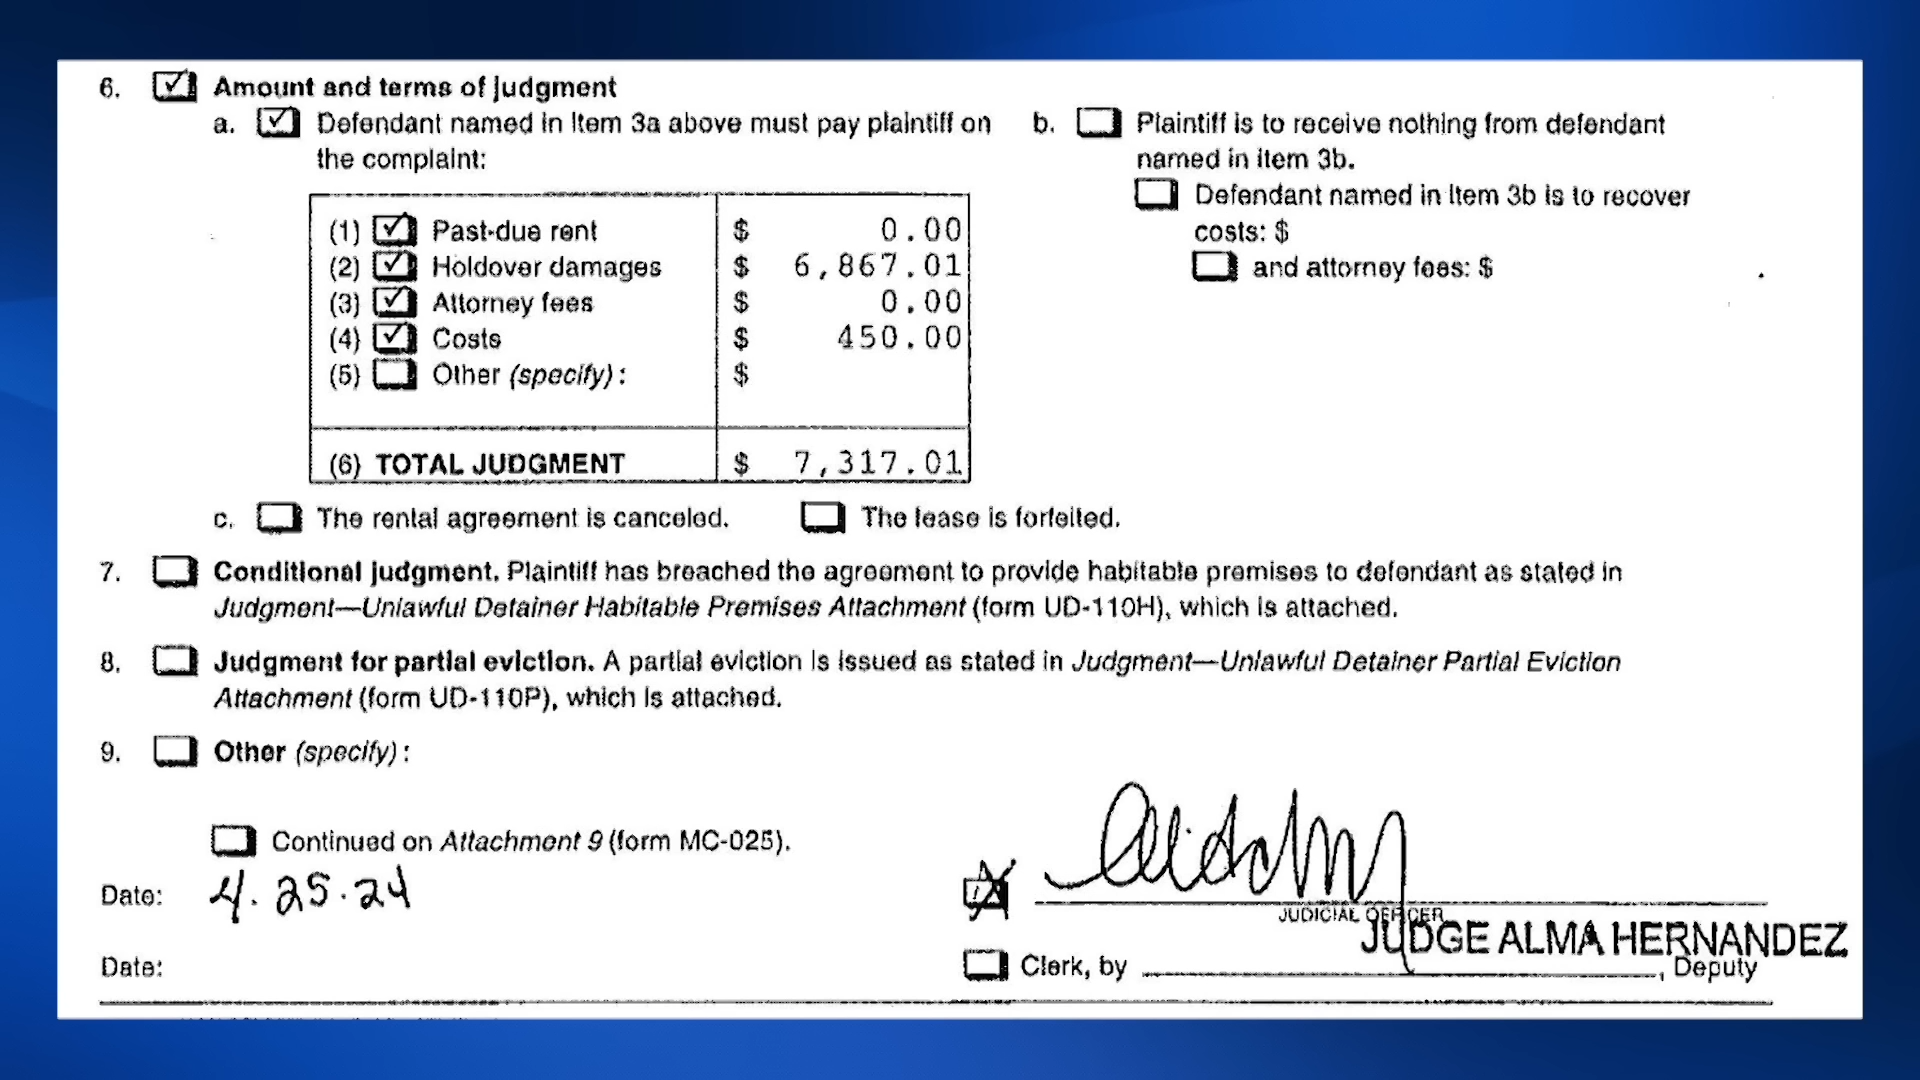 6. ☑ Amount and terms of judgment
a. ☑ Defendant named in Item 3a above must pay plaintiff on
the complaint:
(1) ☑ Past-due rent $ 0.00
(2) ☑ Holdover damages $ 6,867.01
(3) ☑ Attorney fees $ 0.00
(4) ☑ Costs $ 450.00
(5) ☐ Other (specify): $
(6) TOTAL JUDGMENT $ 7,317.01
b. ☐ Plaintiff is to receive nothing from defendant
named in item 3b.
☐ Defendant named in item 3b is to recover
costs: $
☐ and attorney fees: $
c. ☐ The rental agreement is canceled. ☐ The lease is forfeited.
7. ☐ Conditional judgment. Plaintiff has breached the agreement to provide habitable premises to defendant as stated in
Judgment—Unlawful Detainer Habitable Premises Attachment (form UD-110H), which is attached.
8. ☐ Judgment for partial eviction. A partial eviction is issued as stated in Judgment—Unlawful Detainer Partial Eviction
Attachment (form UD-110P), which is attached.
9. ☐ Other (specify):
☐ Continued on Attachment 9 (form MC-025).
Date: 4.25.24
JUDICIAL OFFICER
JUDGE ALMA HERNANDEZ
Date: ☐ Clerk, by , Deputy